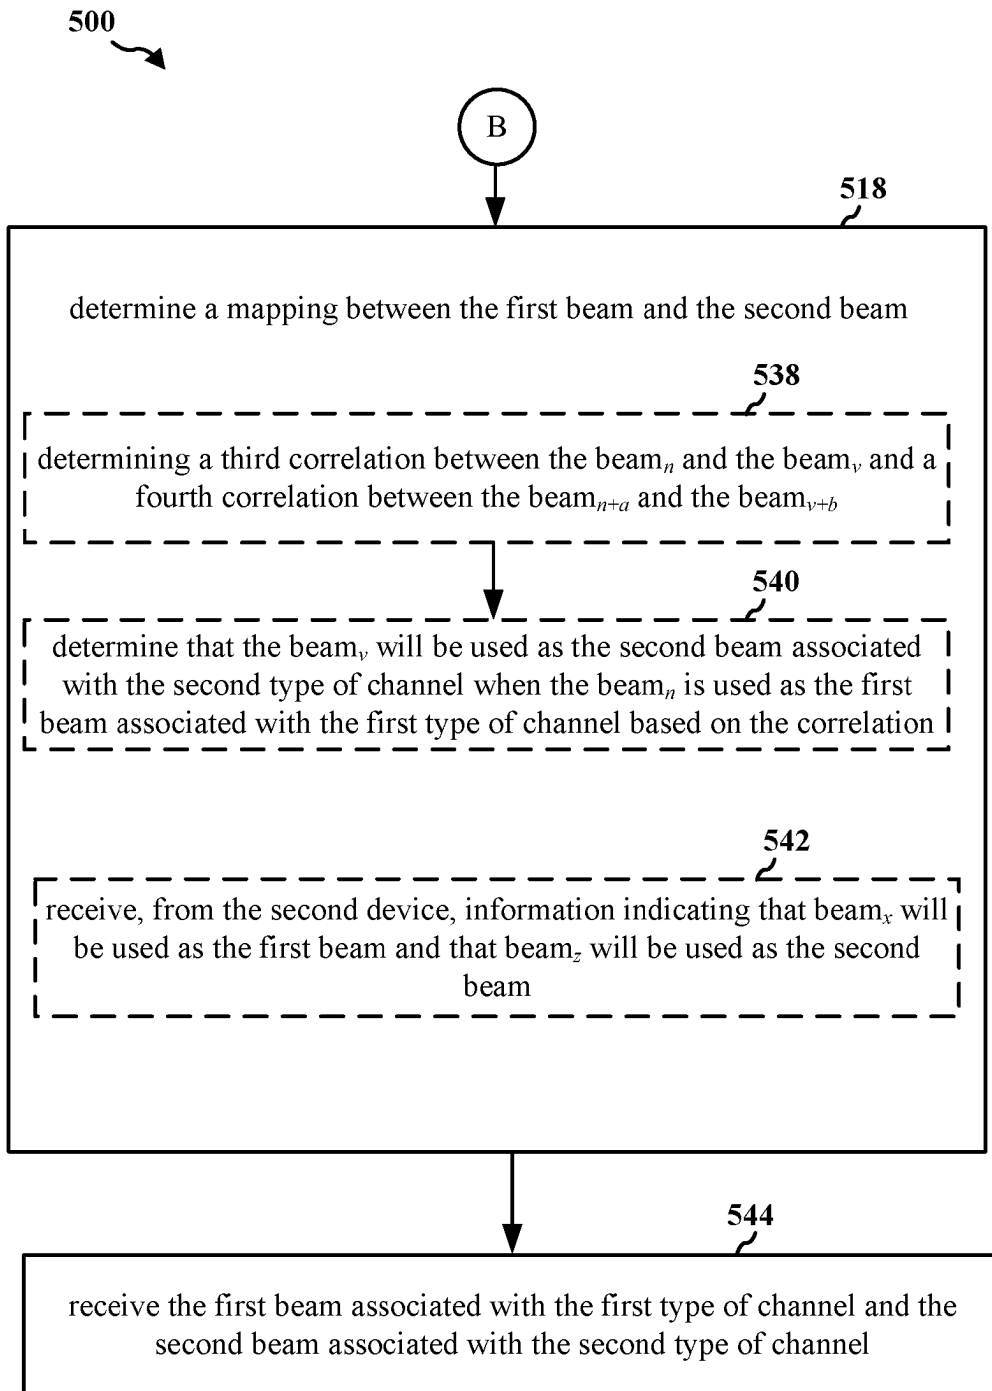 500
B
518
determine a mapping between the first beam and the second beam
538
determining a third correlation between the beamₙ and the beamᵥ and a
fourth correlation between the beamₙ₊ₐ and the beamᵥ₊b
540
determine that the beamᵥ will be used as the second beam associated
with the second type of channel when the beamₙ is used as the first
beam associated with the first type of channel based on the correlation
542
receive, from the second device, information indicating that beamₓ will
be used as the first beam and that beam_z will be used as the second
beam
544
receive the first beam associated with the first type of channel and the
second beam associated with the second type of channel